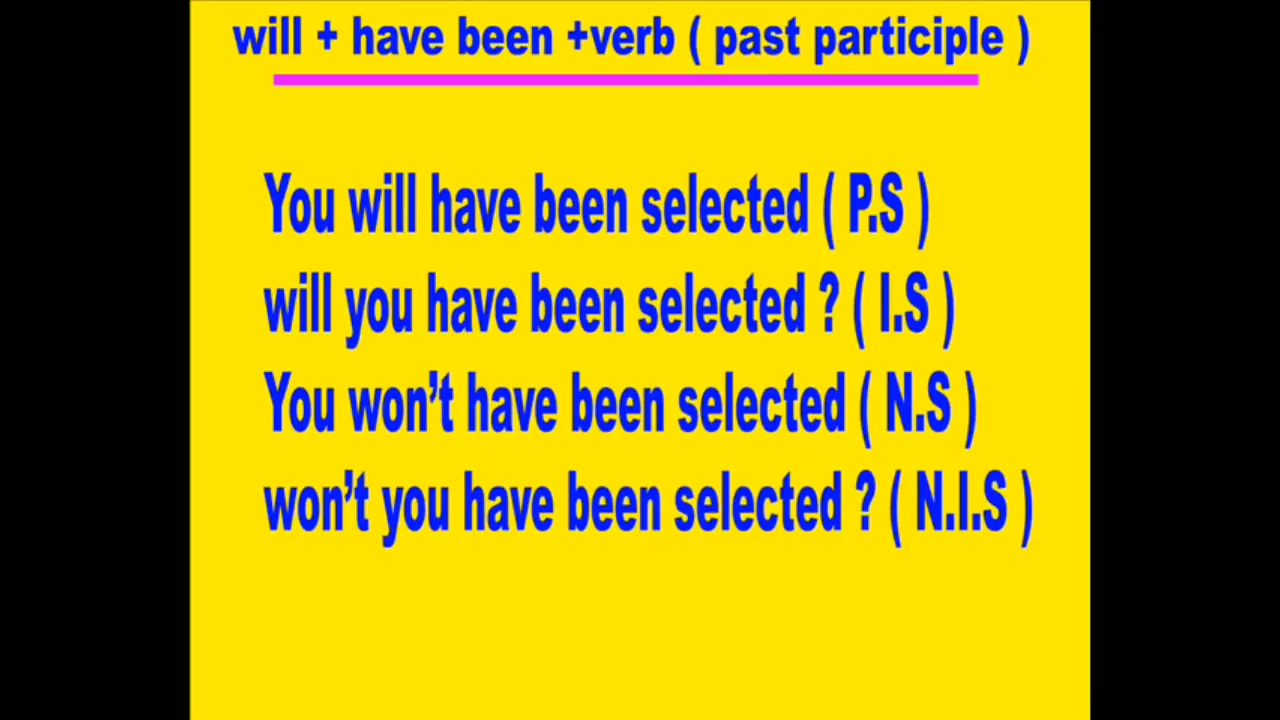 will + have been +verb ( past participle )
You will have been selected ( P.S )
will you have been selected ? ( I.S )
You won’t have been selected ( N.S )
won’t you have been selected ? ( N.I.S )